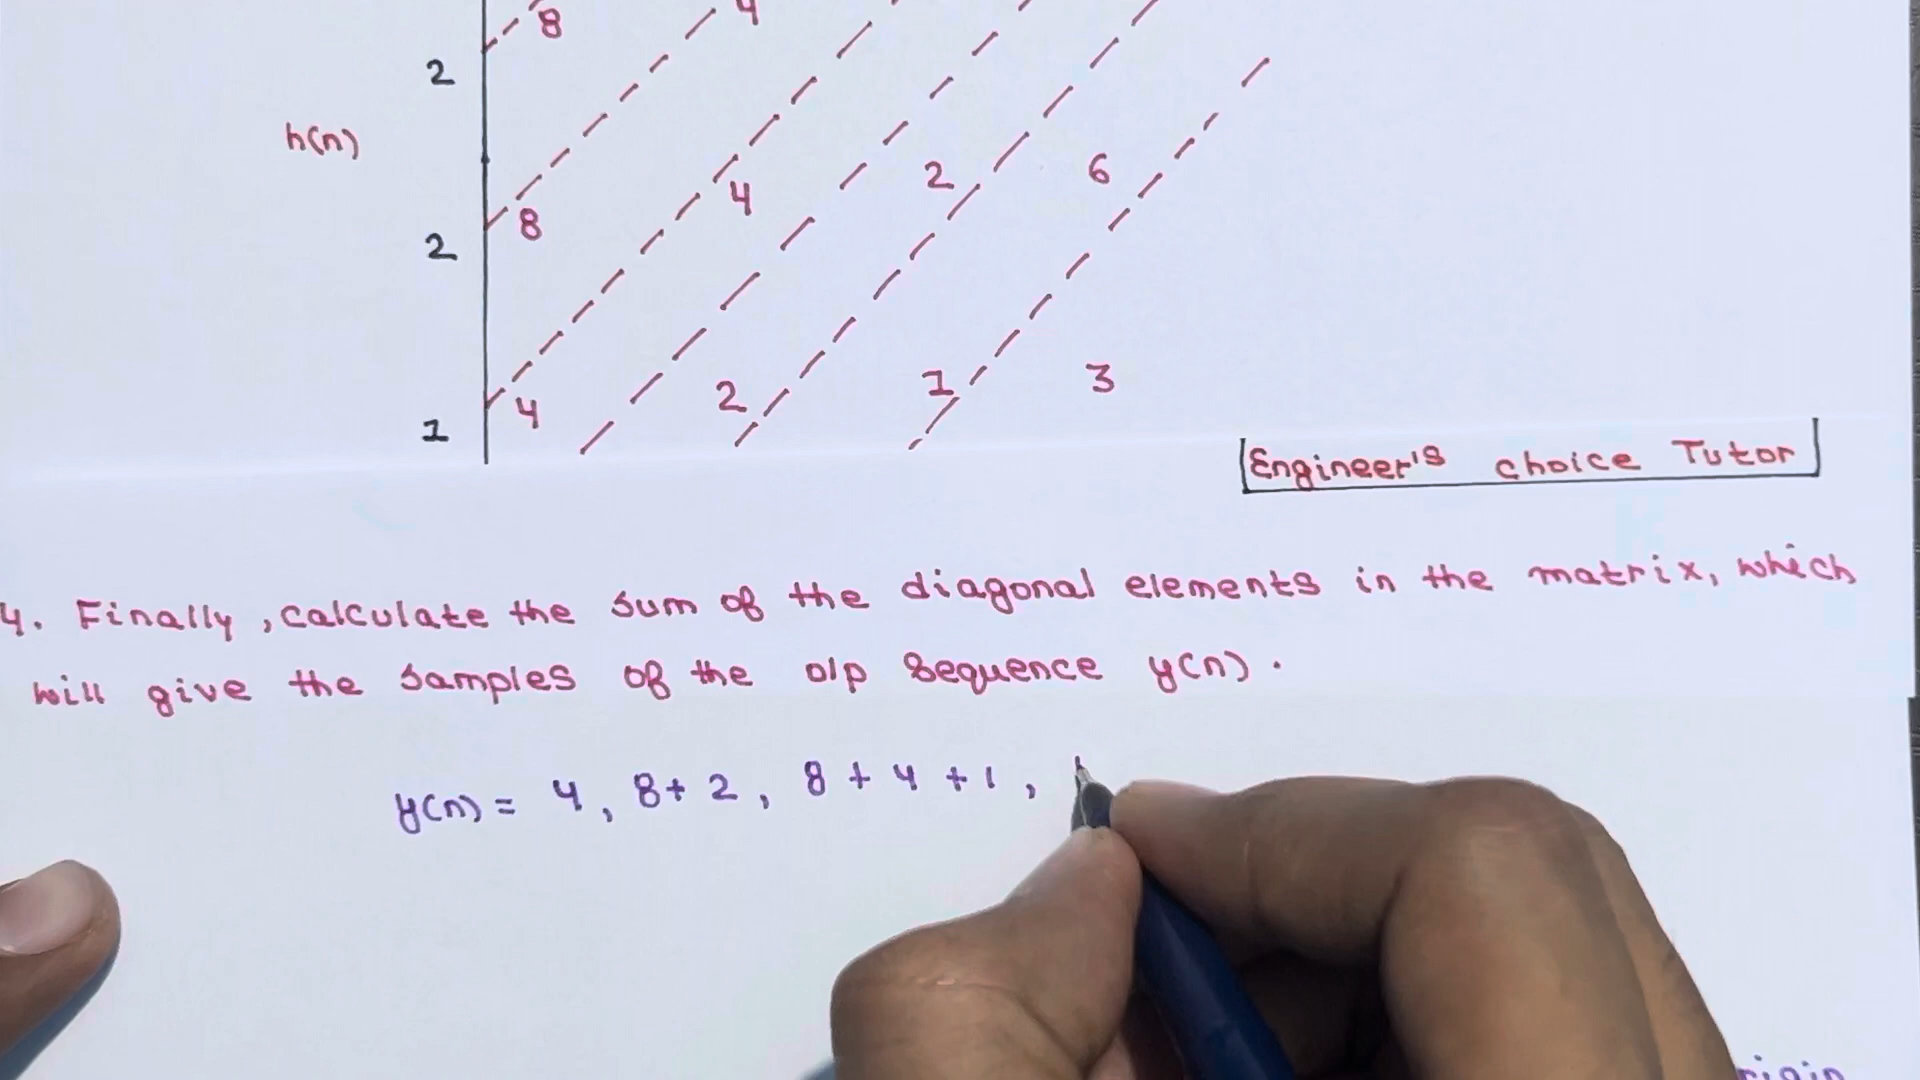 8 4
2
h(n)
4 2 6
8
2
4 2 1 3
1
Engineer's choice Tutor
4. Finally, calculate the sum of the diagonal elements in the matrix, which
will give the samples of the o/p sequence y(n).
y(n) = 4, 8+2, 8+4+1,